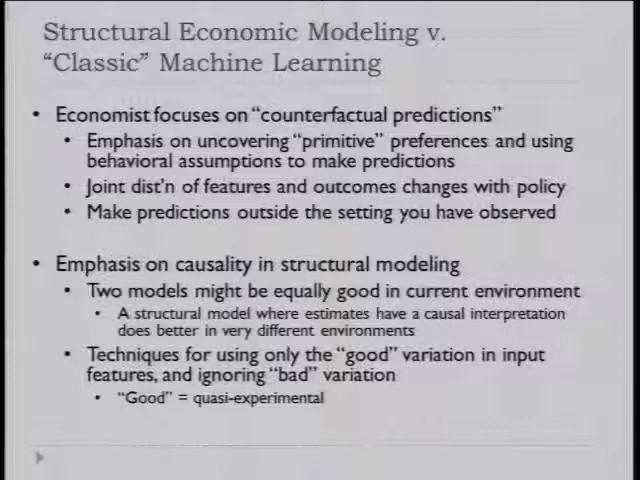 Structural Economic Modeling v.
“Classic” Machine Learning
• Economist focuses on “counterfactual predictions”
• Emphasis on uncovering “primitive” preferences and using
behavioral assumptions to make predictions
• Joint dist’n of features and outcomes changes with policy
• Make predictions outside the setting you have observed
• Emphasis on causality in structural modeling
• Two models might be equally good in current environment
• A structural model where estimates have a causal interpretation
does better in very different environments
• Techniques for using only the “good” variation in input
features, and ignoring “bad” variation
• “Good” = quasi-experimental